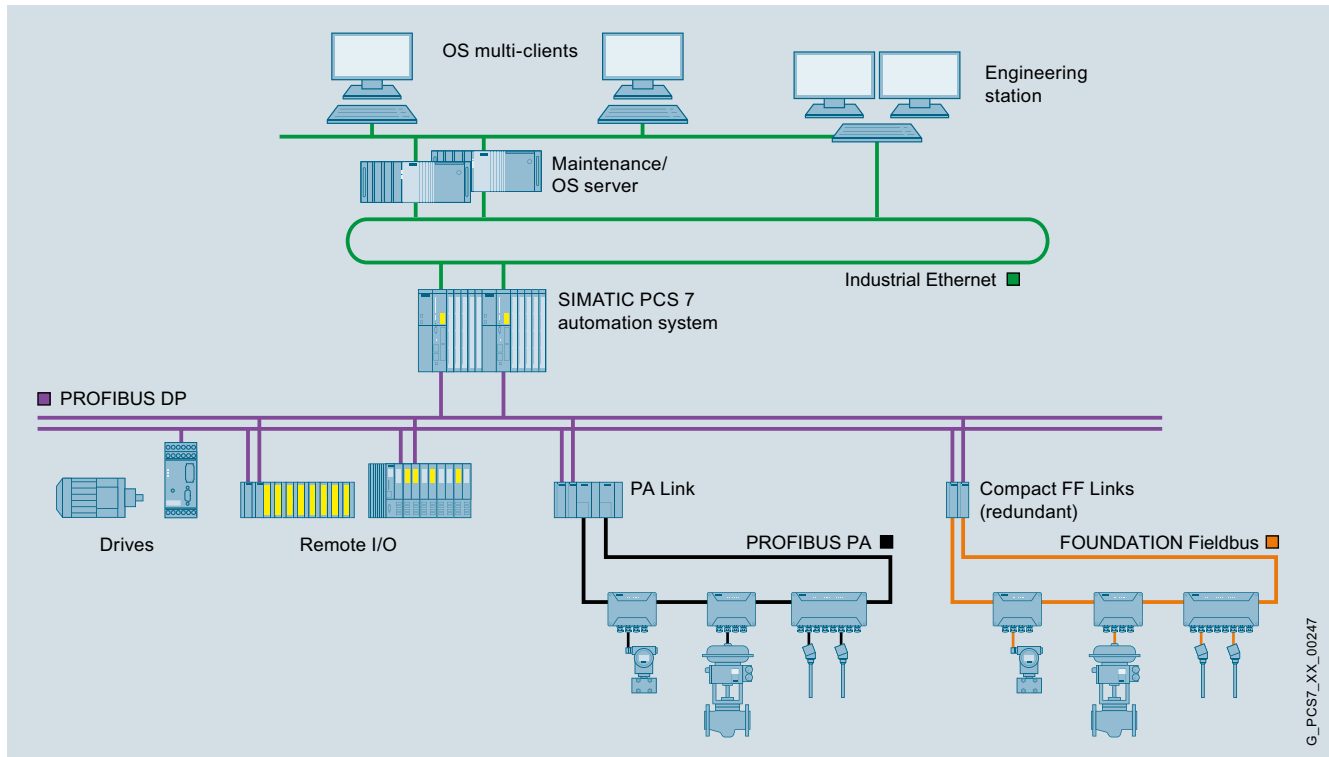 OS multi-clients
Engineering
station
Maintenance/
OS server
Industrial Ethernet
SIMATIC PCS 7
automation system
PROFIBUS DP
PA Link
Compact FF Links
(redundant)
Drives
Remote I/O
PROFIBUS PA
FOUNDATION Fieldbus
G_PCS7_XX_00247